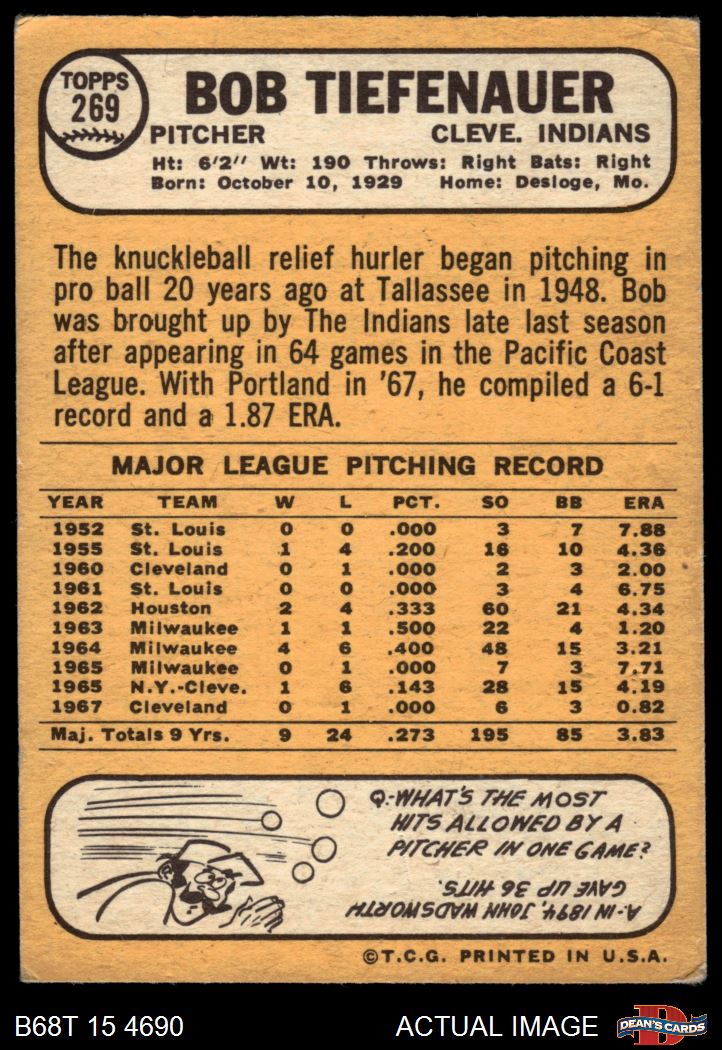 TOPPS
269
BOB TIEFENAUER
PITCHER CLEVE. INDIANS
Ht: 6'2" Wt: 190 Throws: Right Bats: Right
Born: October 10, 1929 Home: Desloge, Mo.
The knuckleball relief hurler began pitching in
pro ball 20 years ago at Tallassee in 1948. Bob
was brought up by The Indians late last season
after appearing in 64 games in the Pacific Coast
League. With Portland in '67, he compiled a 6-1
record and a 1.87 ERA.
MAJOR LEAGUE PITCHING RECORD
YEAR TEAM W L PCT. SO BB ERA
1952 St. Louis 0 0 .000 3 7 7.88
1955 St. Louis 1 4 .200 16 10 4.36
1960 Cleveland 0 1 .000 2 3 2.00
1961 St. Louis 0 0 .000 3 4 6.75
1962 Houston 2 4 .333 60 21 4.34
1963 Milwaukee 1 1 .500 22 4 1.20
1964 Milwaukee 4 6 .400 48 15 3.21
1965 Milwaukee 0 1 .000 7 3 7.71
1965 N.Y.-Cleve. 1 6 .143 28 15 4.19
1967 Cleveland 0 1 .000 6 3 0.82
Maj. Totals 9 Yrs. 9 24 .273 195 85 3.83
Q.-WHAT'S THE MOST
HITS ALLOWED BY A
PITCHER IN ONE GAME?
A.-IN 1894, JOHN WADSWORTH
GAVE UP 36 HITS.
©T.C.G. PRINTED IN U.S.A.
B68T 15 4690 ACTUAL IMAGE
D
DEAN'S CARDS